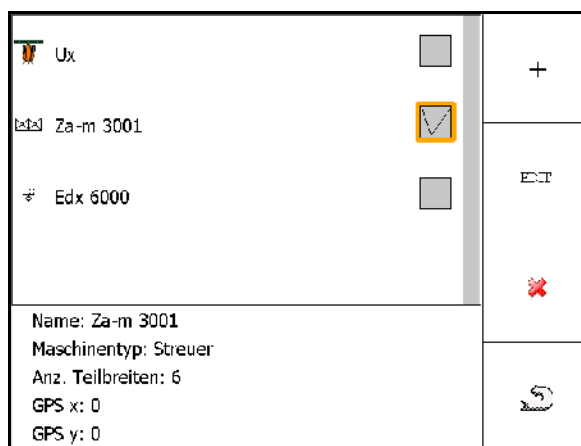 Ux
+
Za-m 3001
EDIT
Edx 6000
Name: Za-m 3001
Maschinentyp: Streuer
Anz. Teilbreiten: 6
GPS x: 0
GPS y: 0